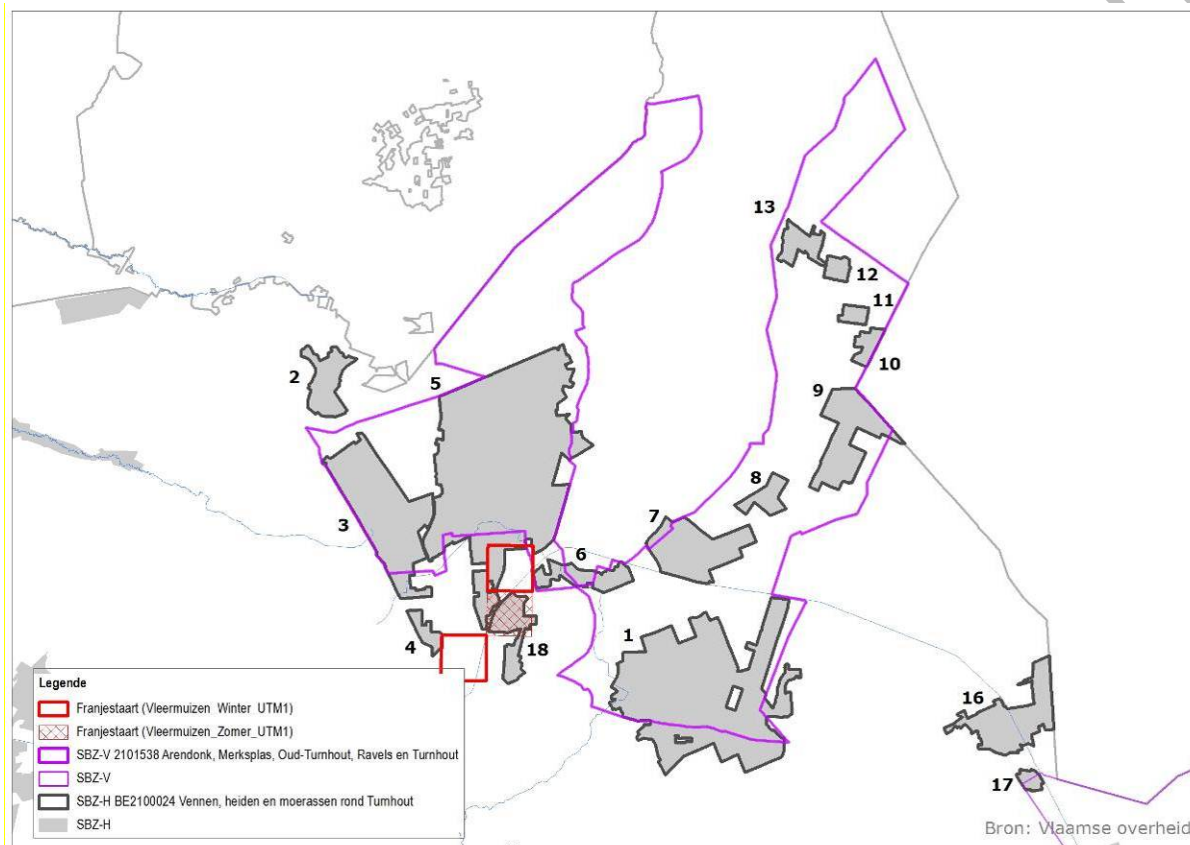 13
12
11
10
2
5
9
8
3
7
6
1
4
18
16
17
Legende
Franjestaart (Vleermuizen_Winter_UTM1)
Franjestaart (Vleermuizen_Zomer_UTM1)
SBZ-V 2101538 Arendonk, Merksplas, Oud-Turnhout, Ravels en Turnhout
SBZ-V
SBZ-H BE2100024 Vennen, heiden en moerassen rond Turnhout
SBZ-H
Bron: Vlaamse overheid